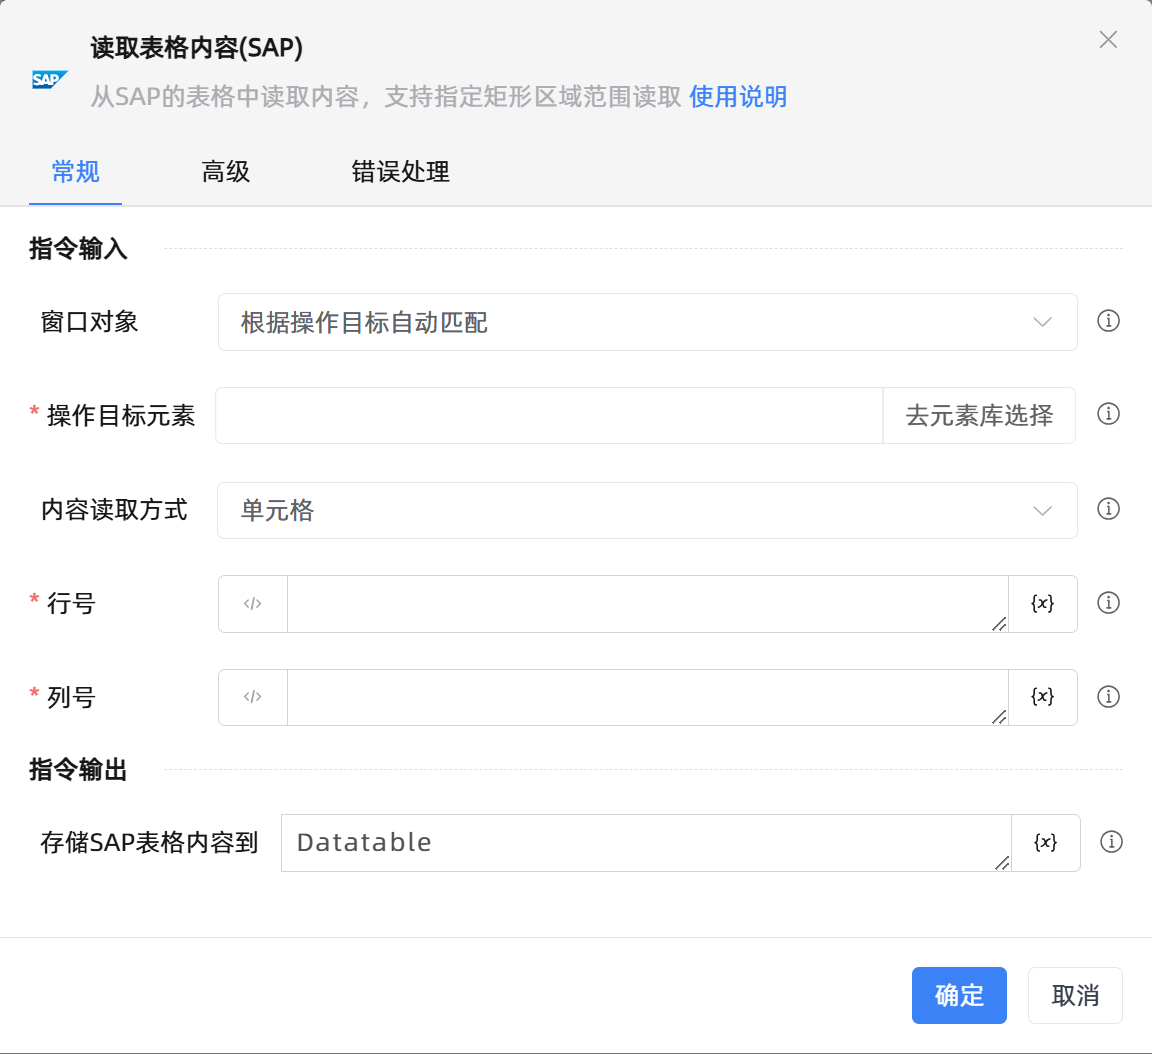 读取表格内容(SAP)
SAP
从SAP的表格中读取内容，支持指定矩形区域范围读取 使用说明
常规 高级 错误处理
指令输入
窗口对象 根据操作目标自动匹配
* 操作目标元素 去元素库选择
内容读取方式 单元格
* 行号 </> {x}
* 列号 </> {x}
指令输出
存储SAP表格内容到 Datatable {x}
确定 取消